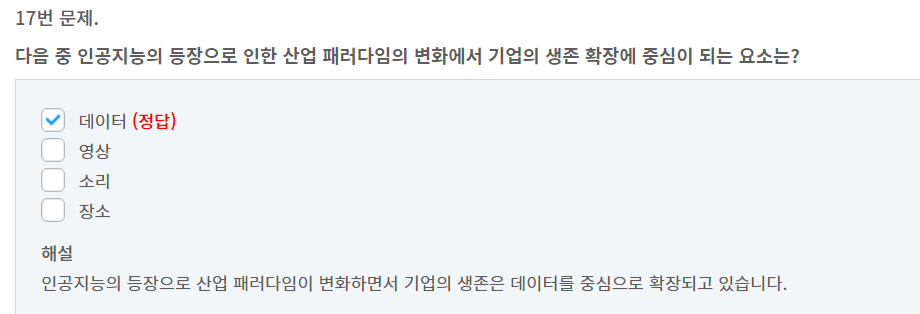 17번 문제.
다음 중 인공지능의 등장으로 인한 산업 패러다임의 변화에서 기업의 생존 확장에 중심이 되는 요소는?
데이터 (정답)
영상
소리
장소
해설
인공지능의 등장으로 산업 패러다임이 변화하면서 기업의 생존은 데이터를 중심으로 확장되고 있습니다.